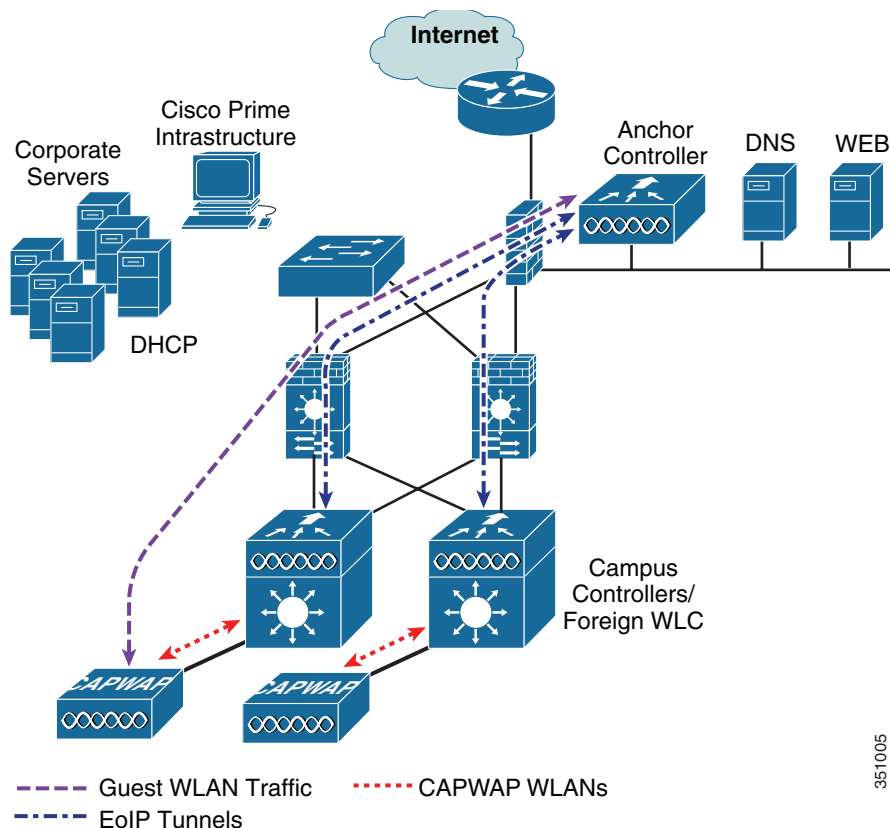 Internet
Cisco Prime
Intrastructure
Corporate
Servers
Anchor
Controller
DNS
WEB
DHCP
Campus
Controllers/
Foreign WLC
CAPWAP
CAPWAP
Guest WLAN Traffic
CAPWAP WLANs
EoIP Tunnels
351005